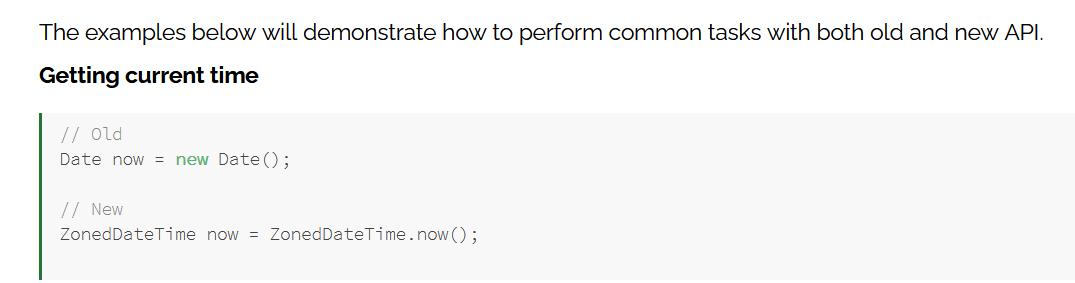 The examples below will demonstrate how to perform common tasks with both old and new API.
Getting current time
// Old
Date now = new Date();
// New
ZonedDateTime now = ZonedDateTime.now();